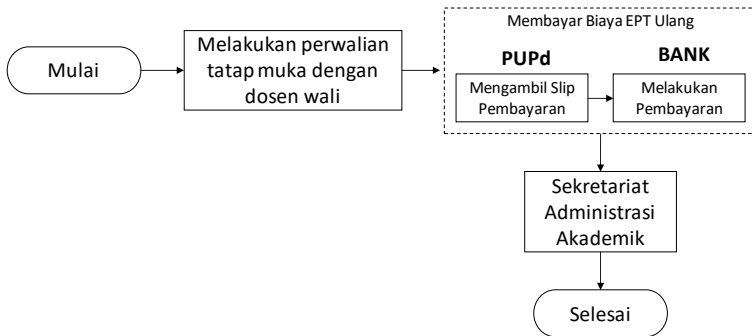 Mulai
Melakukan perwalian
tatap muka dengan
dosen wali
Membayar Biaya EPT Ulang
PUPd
Mengambil Slip
Pembayaran
BANK
Melakukan
Pembayaran
Sekretariat
Administrasi
Akademik
Selesai